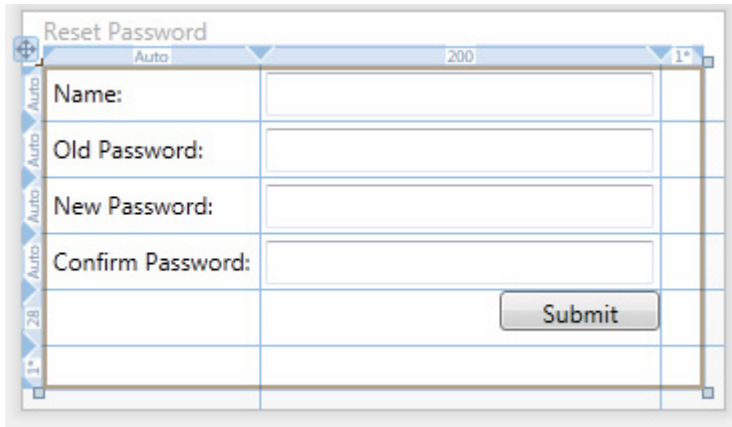 Reset Password
Auto 200 1*
Auto Name:
Auto Old Password:
Auto New Password:
Auto Confirm Password:
28 Submit
1*